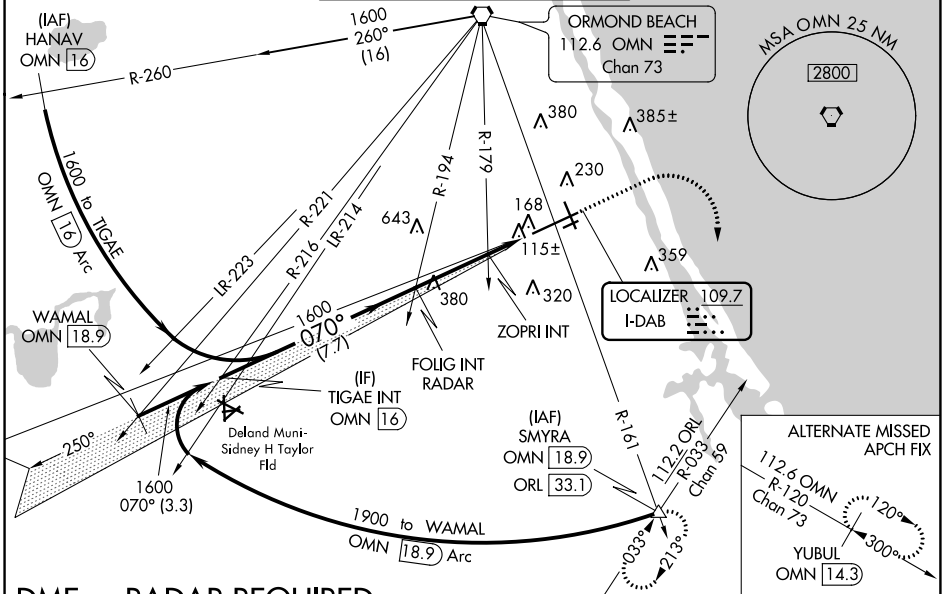 (IAF)
HANAV
OMN 16
1600
260°
(16)
R-260
ORMOND BEACH
112.6 OMN
Chan 73
MSA OMN 25 NM
2800
1600 to TIGAE
OMN 16 Arc
LR-223
R-221
R-216
LR-214
R-194
R-179
380
385±
230
643
168
115±
359
380
320
LOCALIZER 109.7
I-DAB
ZOPRI INT
FOLIG INT
RADAR
WAMAL
OMN 18.9
1600
070°
(7.7)
(IF)
TIGAE INT
OMN 16
Deland Muni-
Sidney H Taylor
Fld
250°
1600
070° (3.3)
R-161
(IAF)
SMYRA
OMN 18.9
ORL 33.1
112.2 ORL
R-033
Chan 59
1900 to WAMAL
OMN 18.9 Arc
033°
213°
ALTERNATE MISSED
APCH FIX
112.6 OMN
R-120
Chan 73
120°
300°
YUBUL
OMN 14.3